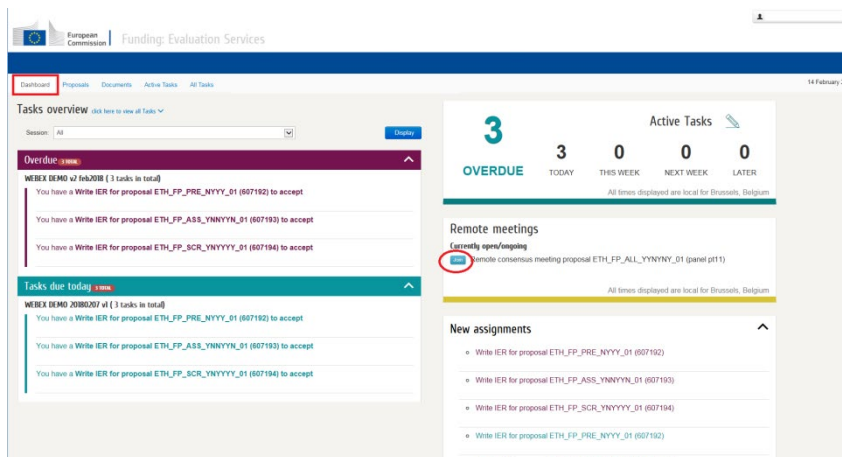 European
Commission
Funding: Evaluation Services
Dashboard Proposals Documents Active Tasks All Tasks
14 February
Tasks overview click here to view all Tasks
Session: All
Display
Overdue 3 TOTAL
WEBEX DEMO v2 feb2018 ( 3 tasks in total)
You have a Write IER for proposal ETH_FP_PRE_NYYY_01 (607192) to accept
You have a Write IER for proposal ETH_FP_ASS_YNNYYN_01 (607193) to accept
You have a Write IER for proposal ETH_FP_SCR_YNYYYY_01 (607194) to accept
Tasks due today 3 TOTAL
WEBEX DEMO 20180207 v1 ( 3 tasks in total)
You have a Write IER for proposal ETH_FP_PRE_NYYY_01 (607192) to accept
You have a Write IER for proposal ETH_FP_ASS_YNNYYN_01 (607193) to accept
You have a Write IER for proposal ETH_FP_SCR_YNYYYY_01 (607194) to accept
Active Tasks
3 OVERDUE
3 TODAY
0 THIS WEEK
0 NEXT WEEK
0 LATER
All times displayed are local for Brussels, Belgium
Remote meetings
Currently open/ongoing
Join Remote consensus meeting proposal ETH_FP_ALL_YYNYNY_01 (panel pt11)
All times displayed are local for Brussels, Belgium
New assignments
Write IER for proposal ETH_FP_PRE_NYYY_01 (607192)
Write IER for proposal ETH_FP_ASS_YNNYYN_01 (607193)
Write IER for proposal ETH_FP_SCR_YNYYYY_01 (607194)
Write IER for proposal ETH_FP_PRE_NYYY_01 (607192)